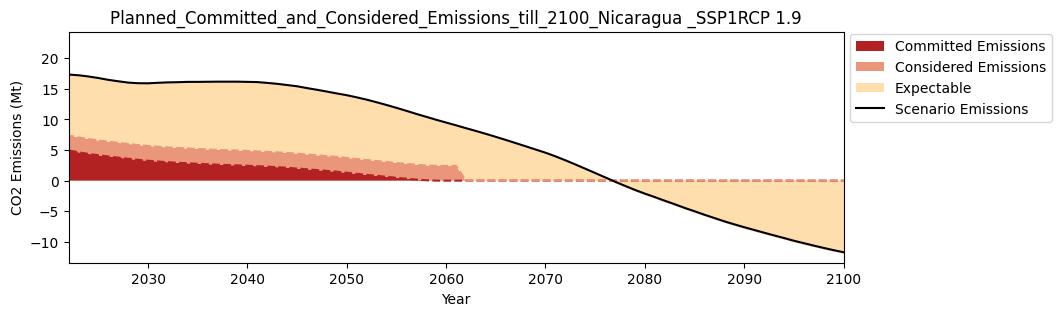 Planned_Committed_and_Considered_Emissions_till_2100_Nicaragua _SSP1RCP 1.9
Committed Emissions
Considered Emissions
Expectable
Scenario Emissions
CO2 Emissions (Mt)
20
15
10
5
0
−5
−10
2030
2040
2050
2060
2070
2080
2090
2100
Year